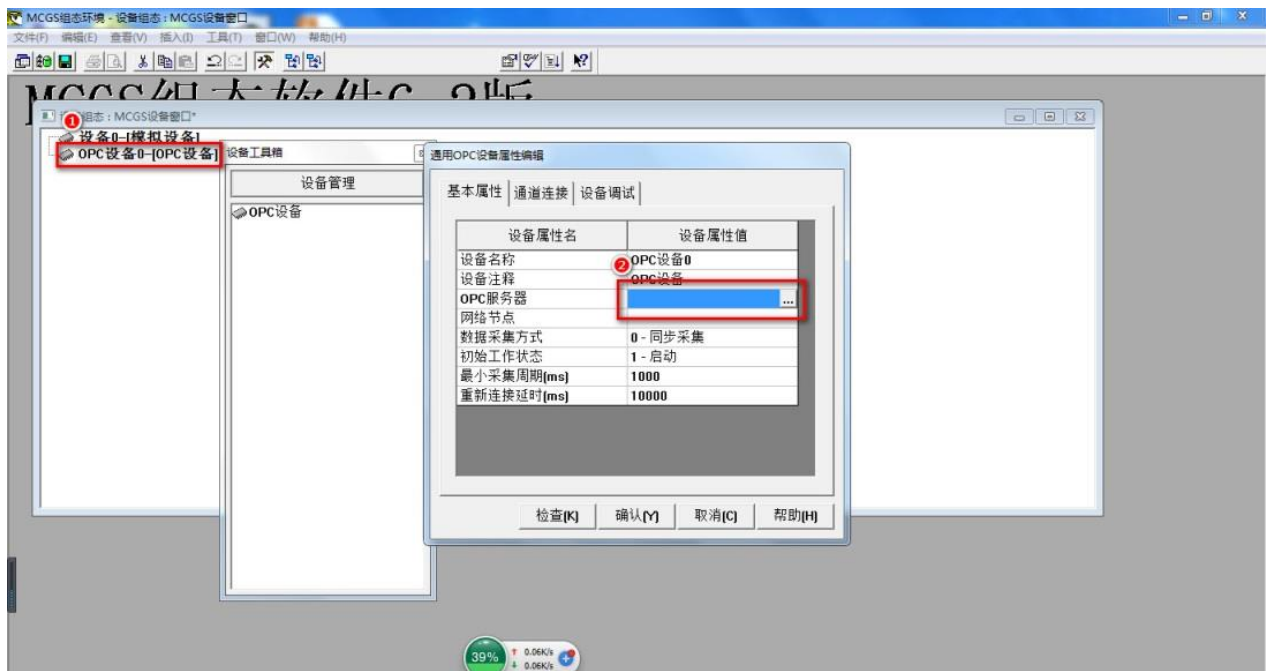 MCGS组态环境 - 设备组态 : MCGS设备窗口
文件(F) 编辑(E) 查看(V) 插入(I) 工具(T) 窗口(W) 帮助(H)
组态 : MCGS设备窗口*
1
设备0--[模拟设备]
OPC设备0--[OPC设备]
设备工具箱
设备管理
OPC设备
通用OPC设备属性编辑
基本属性 通道连接 设备调试
设备属性名 设备属性值
设备名称 OPC设备0
2
设备注释 OPC设备
OPC服务器 ...
网络节点
数据采集方式 0 - 同步采集
初始工作状态 1 - 启动
最小采集周期[ms] 1000
重新连接延时[ms] 10000
检查[K] 确认[Y] 取消[C] 帮助[H]
39%
0.06K/s
0.06K/s